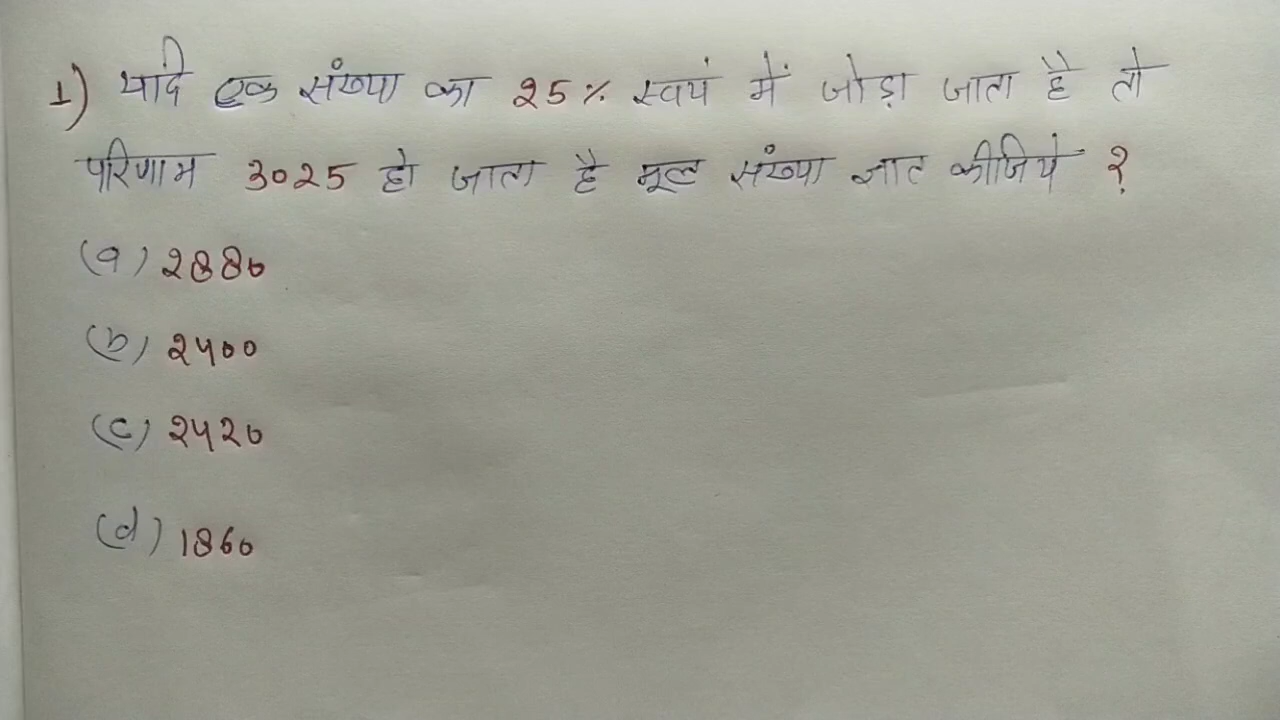 1) यदि एक संख्या का 25% स्वयं में जोड़ा जाता है तो
परिणाम 3025 हो जाता है मूल संख्या ज्ञात कीजिये ?
(a) 2880
(b) 2400
(c) 2420
(d) 1860